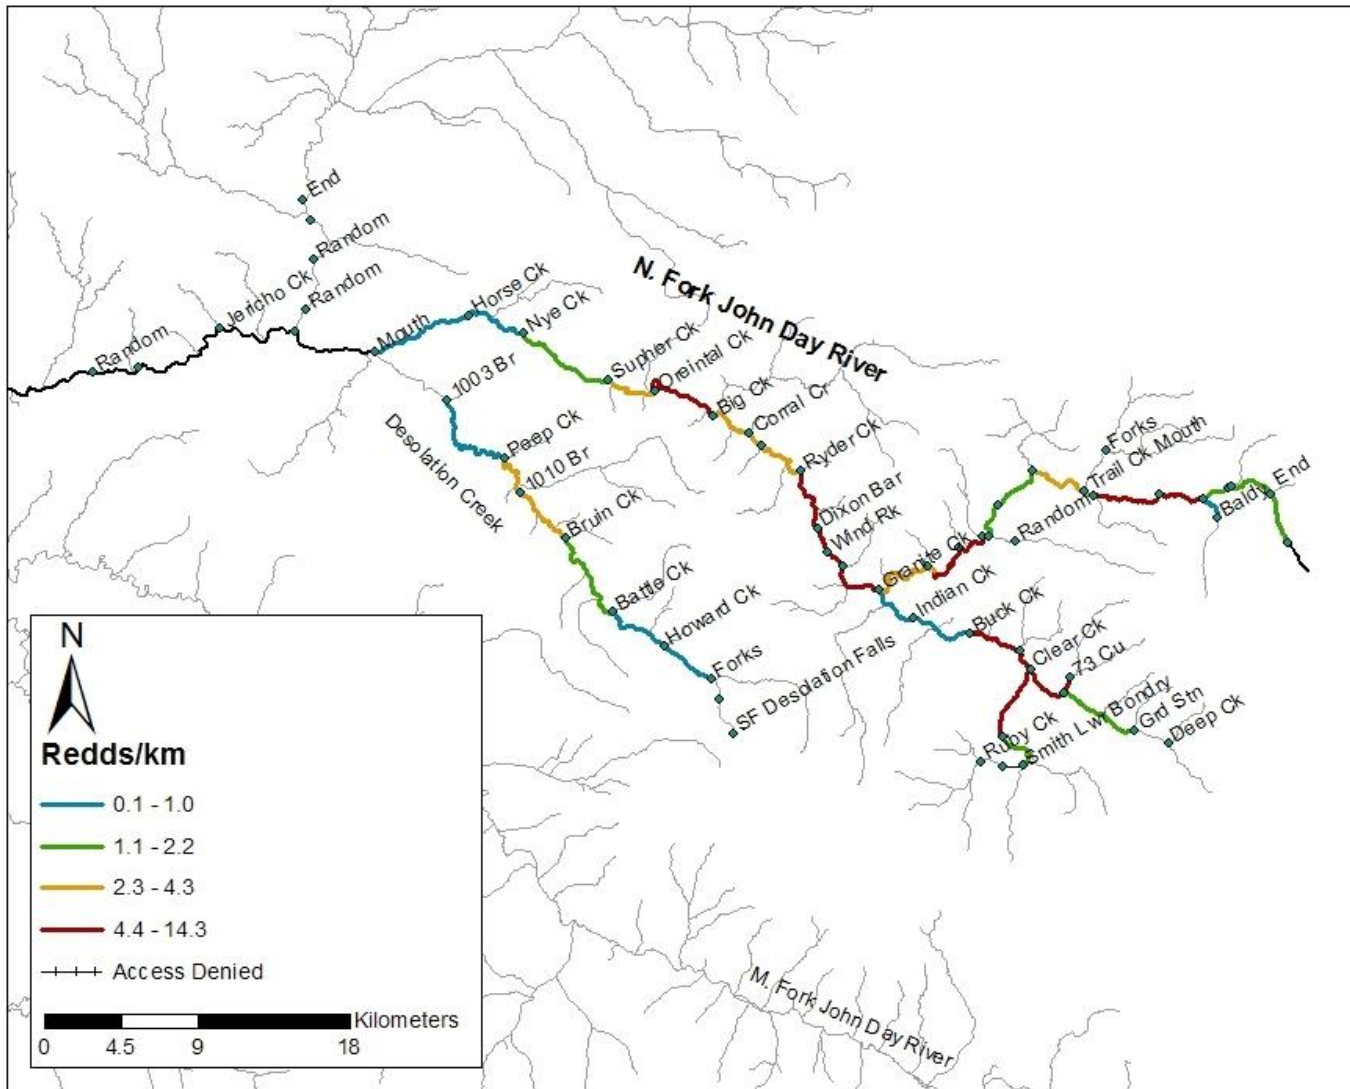 End
Random
Random
Jericho Ck
Random
Mouth
Horse Ck
Nye Ck
N. Fork John Day River
Supher Ck
Oreintal Ck
Big Ck
Corral Cr
Ryder Ck
Dixon Bar
Wind Rk
Granite Ck
Indian Ck
Buck Ck
Clear Ck
73 Cu
Random
Forks
Trail Ck Mouth
Baldy
End
1003 Br
Peep Ck
1010 Br
Desolation Creek
Bruin Ck
Battle Ck
Howard Ck
Forks
SF Desolation Falls
Ruby Ck
Smith Lwr Bondry
Grd Stn
Deep Ck
M. Fork John Day River
N
Redds/km
0.1 - 1.0
1.1 - 2.2
2.3 - 4.3
4.4 - 14.3
Access Denied
Kilometers
0 4.5 9 18